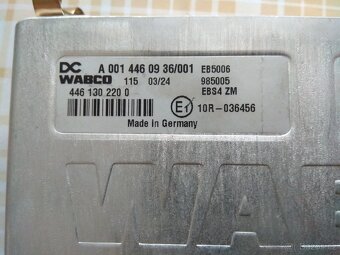 DC A 001 446 09 36/001 EB5006
WABCO 115 03/24 985005
446 130 220 0 EBS4 ZM
E1 10R-036456
Made in Germany
WAB